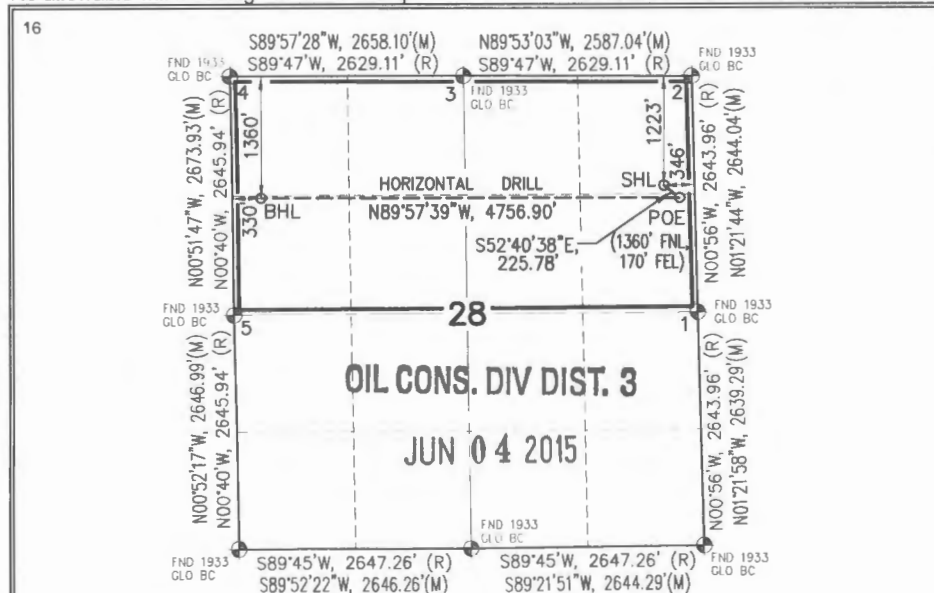 16
S89°57'28"W, 2658.10'(M)
S89°47'W, 2629.11' (R)
N89°53'03"W, 2587.04'(M)
S89°47'W, 2629.11' (R)
FND 1933
GLO BC
FND 1933
GLO BC
FND 1933
GLO BC
4
3
2
N00°51'47"W, 2673.93'(M)
N00°40'W, 2645.94' (R)
1360'
1223'
346'
N00°56'W, 2643.96' (R)
N01°21'44"W, 2644.04'(M)
HORIZONTAL DRILL
SHL
BHL
N89°57'39"W, 4756.90'
POE
330'
S52°40'38"E,
225.78'
(1360' FNL,
170' FEL)
FND 1933
GLO BC
28
FND 1933
GLO BC
5
1
OIL CONS. DIV DIST. 3
JUN 04 2015
N00°52'17"W, 2646.99'(M)
N00°40'W, 2645.94' (R)
N00°56'W, 2643.96' (R)
N01°21'58"W, 2639.29'(M)
FND 1933
GLO BC
FND 1933
GLO BC
FND 1933
GLO BC
S89°45'W, 2647.26' (R)
S89°52'22"W, 2646.26'(M)
S89°45'W, 2647.26' (R)
S89°21'51"W, 2644.29'(M)